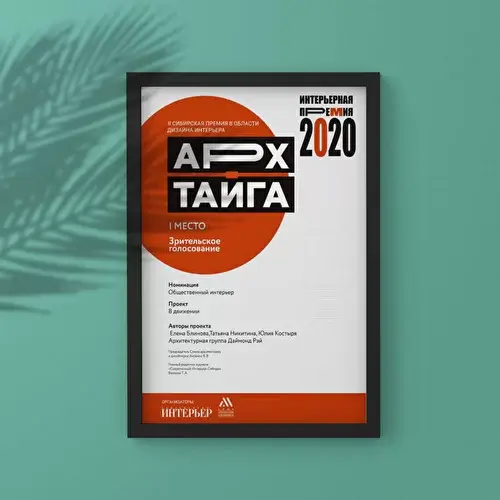 II СИБИРСКАЯ ПРЕМИЯ В ОБЛАСТИ
ДИЗАЙНА ИНТЕРЬЕРА
ИНТЕРЬЕРНАЯ
ПРЕМИЯ
2020
АРХ
ТАЙГА
I МЕСТО
Зрительское
голосование
Номинация
Общественный интерьер
Проект
В движении
Авторы проекта
Елена Блинова,Татьяна Никитина, Юлия Костыря
Архитектурная группа Даймонд Рэй
ОРГАНИЗАТОРЫ:
ИНТЕРЬЕР